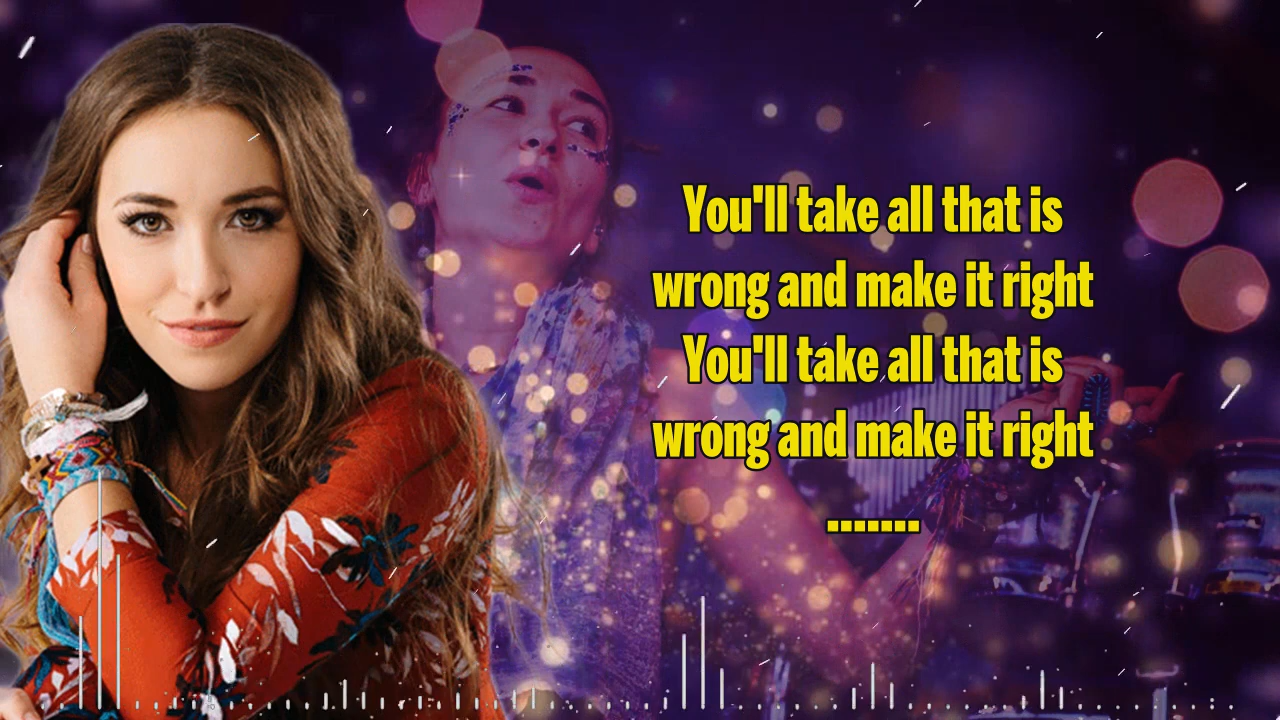 You'll take all that is
wrong and make it right
You'll take all that is
wrong and make it right
.......